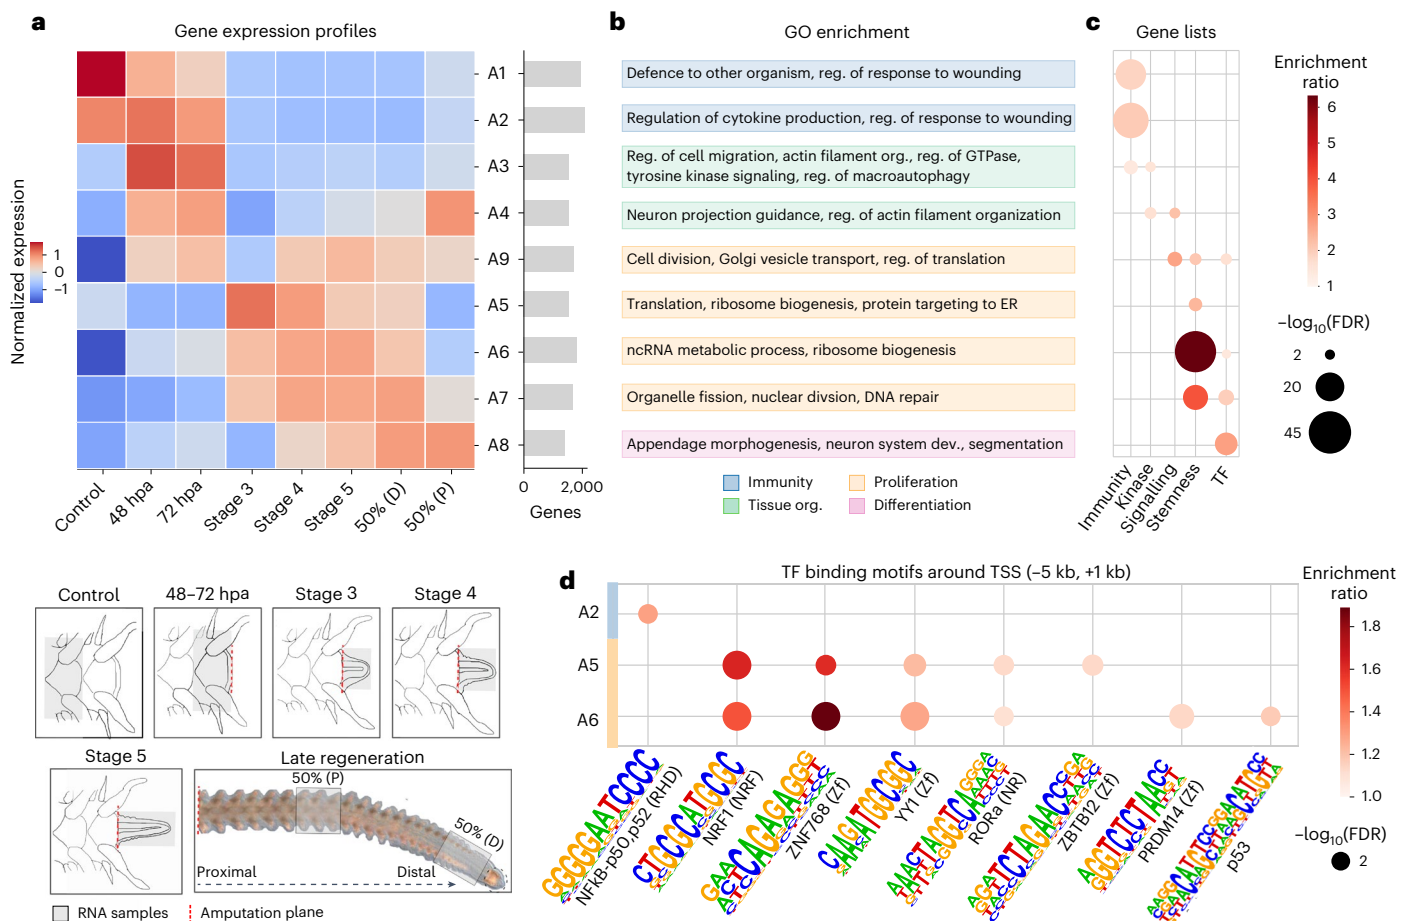 a
Gene expression profiles
Normalized expression
1
0
−1
A1
A2
A3
A4
A9
A5
A6
A7
A8
Control
48 hpa
72 hpa
Stage 3
Stage 4
Stage 5
50% (D)
50% (P)
0
2,000
Genes
b
GO enrichment
Defence to other organism, reg. of response to wounding
Regulation of cytokine production, reg. of response to wounding
Reg. of cell migration, actin filament org., reg. of GTPase,
tyrosine kinase signaling, reg. of macroautophagy
Neuron projection guidance, reg. of actin filament organization
Cell division, Golgi vesicle transport, reg. of translation
Translation, ribosome biogenesis, protein targeting to ER
ncRNA metabolic process, ribosome biogenesis
Organelle fission, nuclear divsion, DNA repair
Appendage morphogenesis, neuron system dev., segmentation
Immunity
Proliferation
Tissue org.
Differentiation
c
Gene lists
Immunity
Kinase
Signalling
Stemness
TF
Enrichment
ratio
6
5
4
3
2
1
−log10(FDR)
2
20
45
Control
48–72 hpa
Stage 3
Stage 4
Stage 5
Late regeneration
50% (P)
50% (D)
Proximal
Distal
RNA samples
Amputation plane
d
TF binding motifs around TSS (−5 kb, +1 kb)
A2
A5
A6
GGGGAATCCCC
NFKB-p50,p52 (RHD)
CTGCGCATGCGC
NRF1 (NRF)
ZNF768 (Zf)
CAAGATGGCGGC
YY1 (Zf)
RORa (NR)
ZBTB12 (Zf)
PRDM14 (Zf)
p53
Enrichment
ratio
1.8
1.6
1.4
1.2
1.0
−log10(FDR)
2